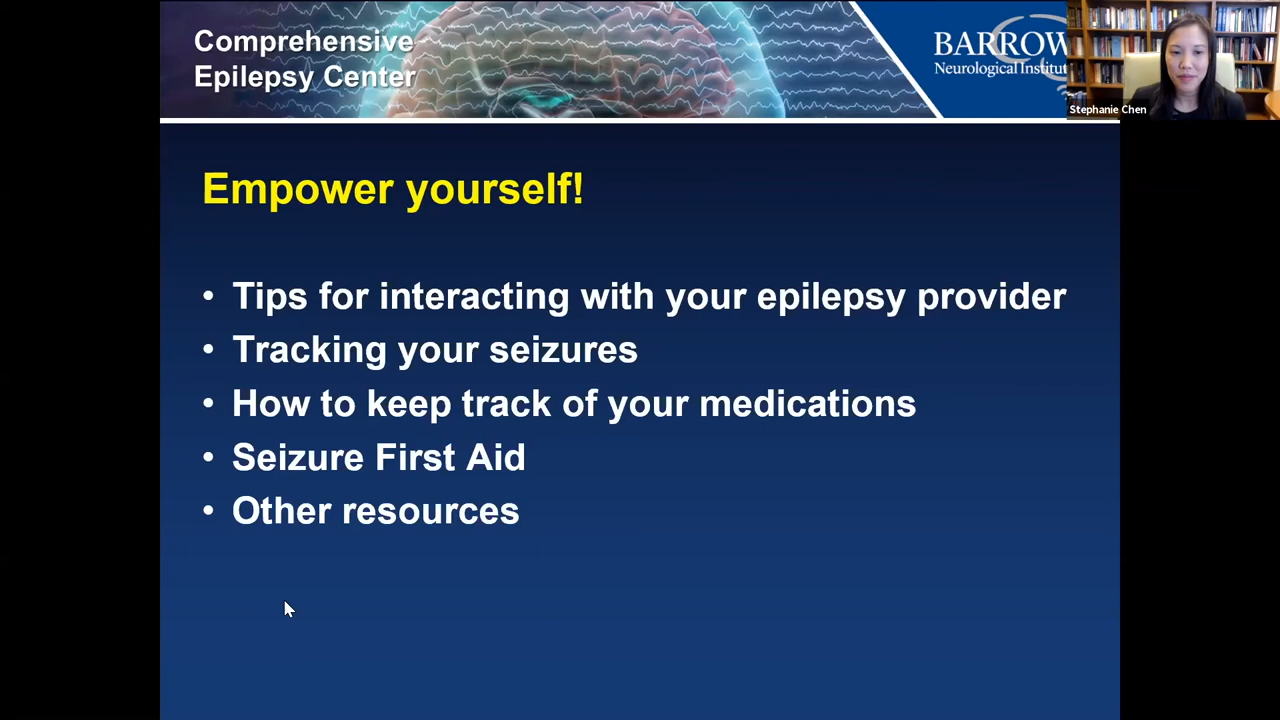 Comprehensive
Epilepsy Center
BARROW
Neurological Institut
Stephanie Chen
Empower yourself!
• Tips for interacting with your epilepsy provider
• Tracking your seizures
• How to keep track of your medications
• Seizure First Aid
• Other resources